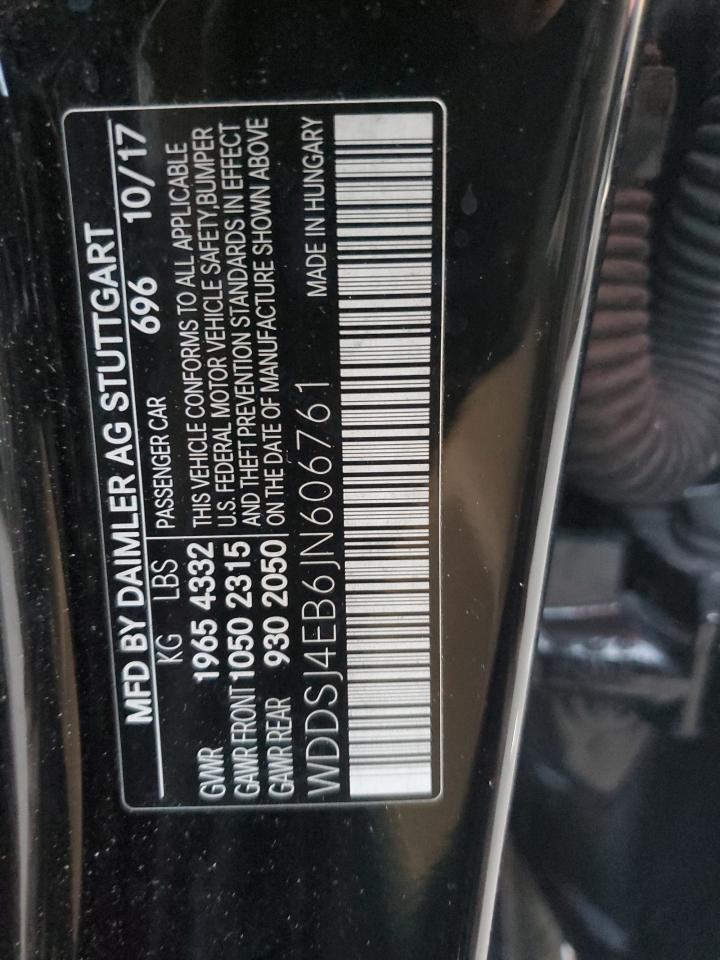 MFD BY DAIMLER AG STUTTGART
696 10/17
KG LBS
GVWR 1965 4332
GAWR FRONT 1050 2315
GAWR REAR 930 2050
PASSENGER CAR
THIS VEHICLE CONFORMS TO ALL APPLICABLE
U.S. FEDERAL MOTOR VEHICLE SAFETY,BUMPER
AND THEFT PREVENTION STANDARDS IN EFFECT
ON THE DATE OF MANUFACTURE SHOWN ABOVE
WDDSJ4EB6JN606761
MADE IN HUNGARY